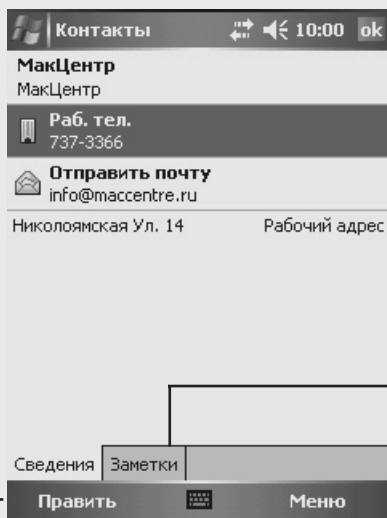 Контакты 10:00 ok
МакЦентр
МакЦентр
Раб. тел.
737-3366
Отправить почту
info@maccentre.ru
Николоямская Ул. 14 Рабочий адрес
Сведения Заметки
Править Меню